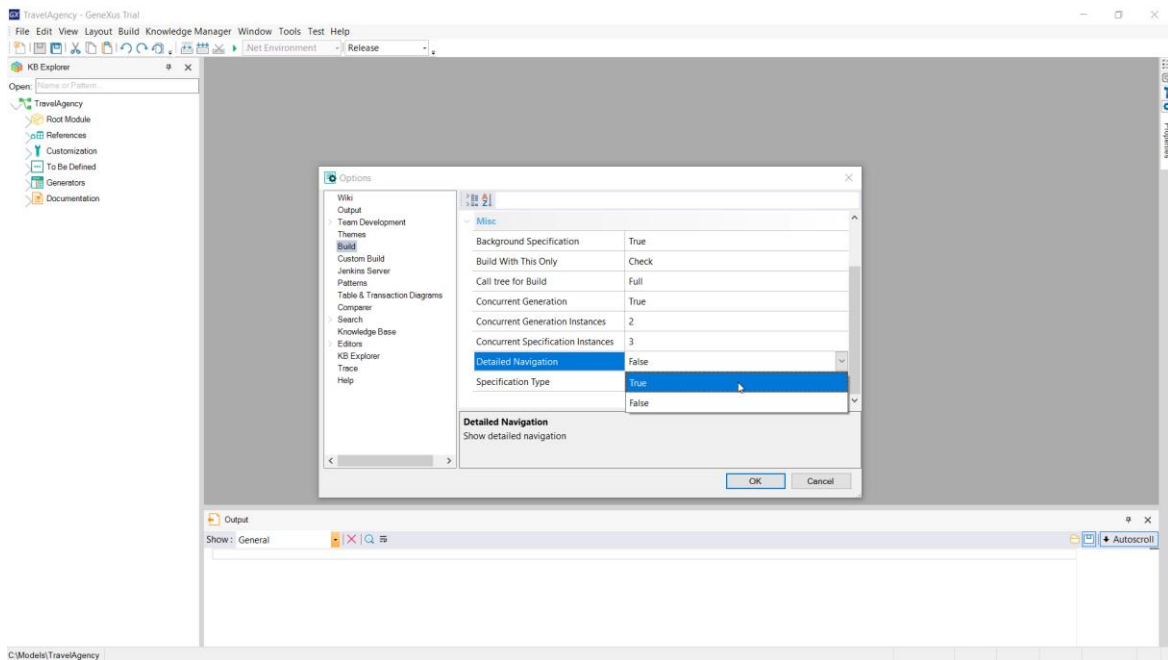 GX TravelAgency - GeneXus Trial
File Edit View Layout Build Knowledge Manager Window Tools Test Help
.Net Environment Release
KB Explorer
Open: Name or Pattern...
TravelAgency
Root Module
References
Customization
To Be Defined
Generators
Documentation
Properties
Options
Wiki
Output
Team Development
Themes
Build
Custom Build
Jenkins Server
Patterns
Table & Transaction Diagrams
Comparer
Search
Knowledge Base
Editors
KB Explorer
Trace
Help
Misc
Background Specification True
Build With This Only Check
Call tree for Build Full
Concurrent Generation True
Concurrent Generation Instances 2
Concurrent Specification Instances 3
Detailed Navigation False
Specification Type
True
False
Detailed Navigation
Show detailed navigation
OK Cancel
Output
Show: General Autoscroll
C:\Models\TravelAgency